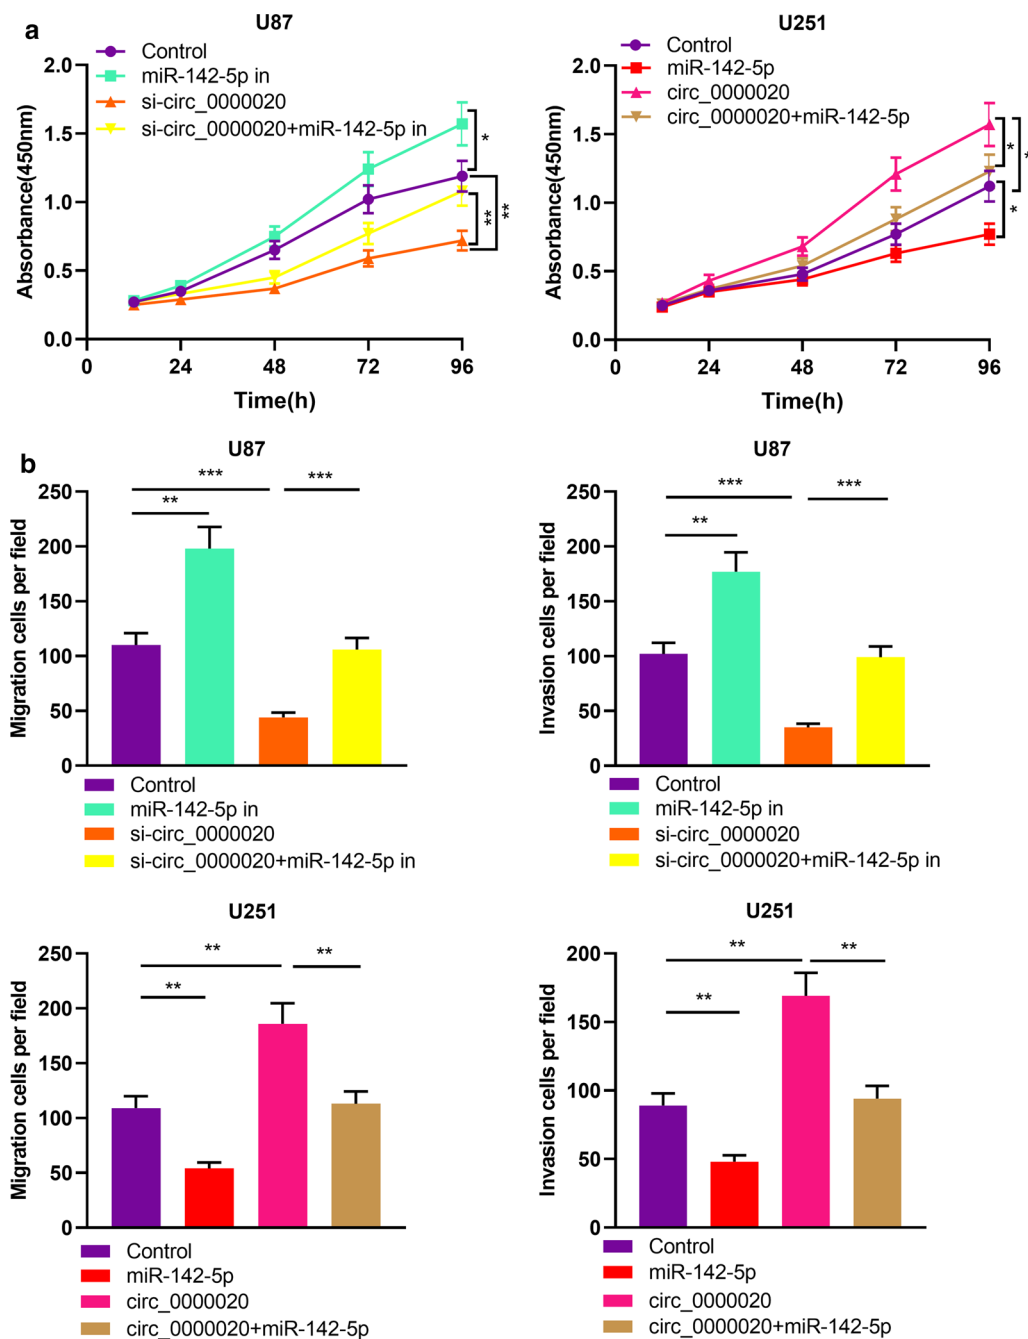 a
U87
Control
miR-142-5p in
si-circ_0000020
si-circ_0000020+miR-142-5p in
Absorbance(450nm)
2.0
1.5
1.0
0.5
0.0
0 24 48 72 96
Time(h)
*
**
**
U251
Control
miR-142-5p
circ_0000020
circ_0000020+miR-142-5p
Absorbance(450nm)
2.0
1.5
1.0
0.5
0.0
0 24 48 72 96
Time(h)
*
*
*
b
U87
Migration cells per field
250
200
150
100
50
0
*** ***
**
Control
miR-142-5p in
si-circ_0000020
si-circ_0000020+miR-142-5p in
U87
Invasion cells per field
250
200
150
100
50
0
*** ***
**
Control
miR-142-5p in
si-circ_0000020
si-circ_0000020+miR-142-5p in
U251
Migration cells per field
250
200
150
100
50
0
** **
**
Control
miR-142-5p
circ_0000020
circ_0000020+miR-142-5p
U251
Invasion cells per field
200
150
100
50
0
** **
**
Control
miR-142-5p
circ_0000020
circ_0000020+miR-142-5p